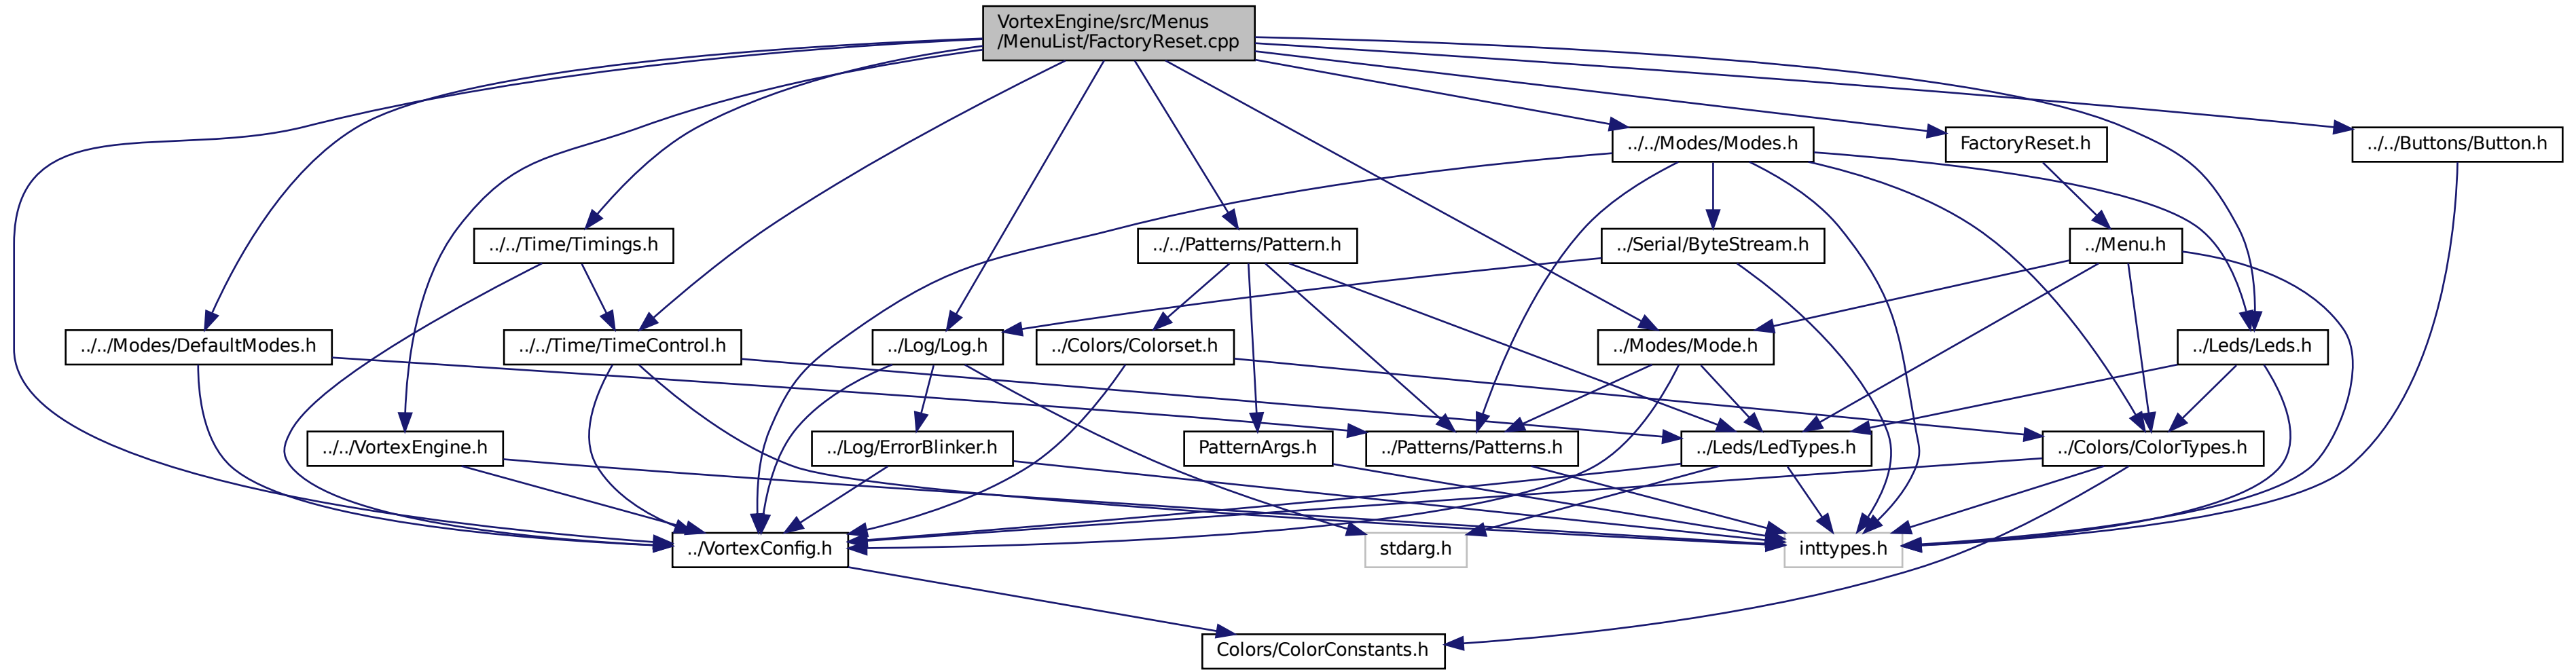 VortexEngine/src/Menus
/MenuList/FactoryReset.cpp
../../Modes/Modes.h
FactoryReset.h
../../Buttons/Button.h
../../Time/Timings.h
../../Patterns/Pattern.h
../Serial/ByteStream.h
../Menu.h
../../Modes/DefaultModes.h
../../Time/TimeControl.h
../Log/Log.h
../Colors/Colorset.h
../Modes/Mode.h
../Leds/Leds.h
../../VortexEngine.h
../Log/ErrorBlinker.h
PatternArgs.h
../Patterns/Patterns.h
../Leds/LedTypes.h
../Colors/ColorTypes.h
../VortexConfig.h
stdarg.h
inttypes.h
Colors/ColorConstants.h